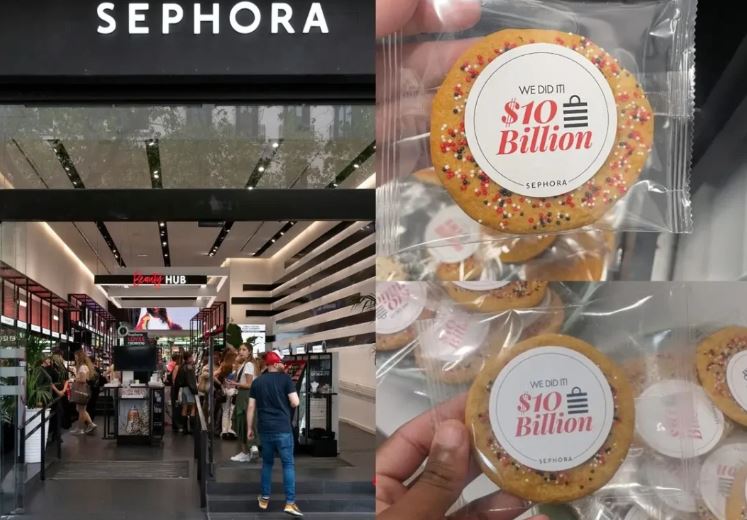 SEPHORA
Beauty HUB
WE DID IT!
$10
Billion
SEPHORA
WE DID IT!
$10
Billion
SEPHORA